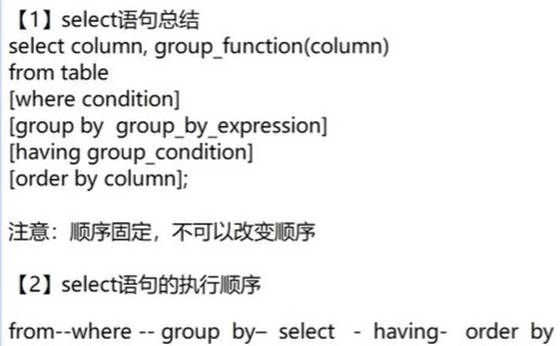 【1】select语句总结
select column, group_function(column)
from table
[where condition]
[group by  group_by_expression]
[having group_condition]
[order by column];
注意：顺序固定，不可以改变顺序
【2】select语句的执行顺序
from--where -- group  by–  select   - having-   order  by